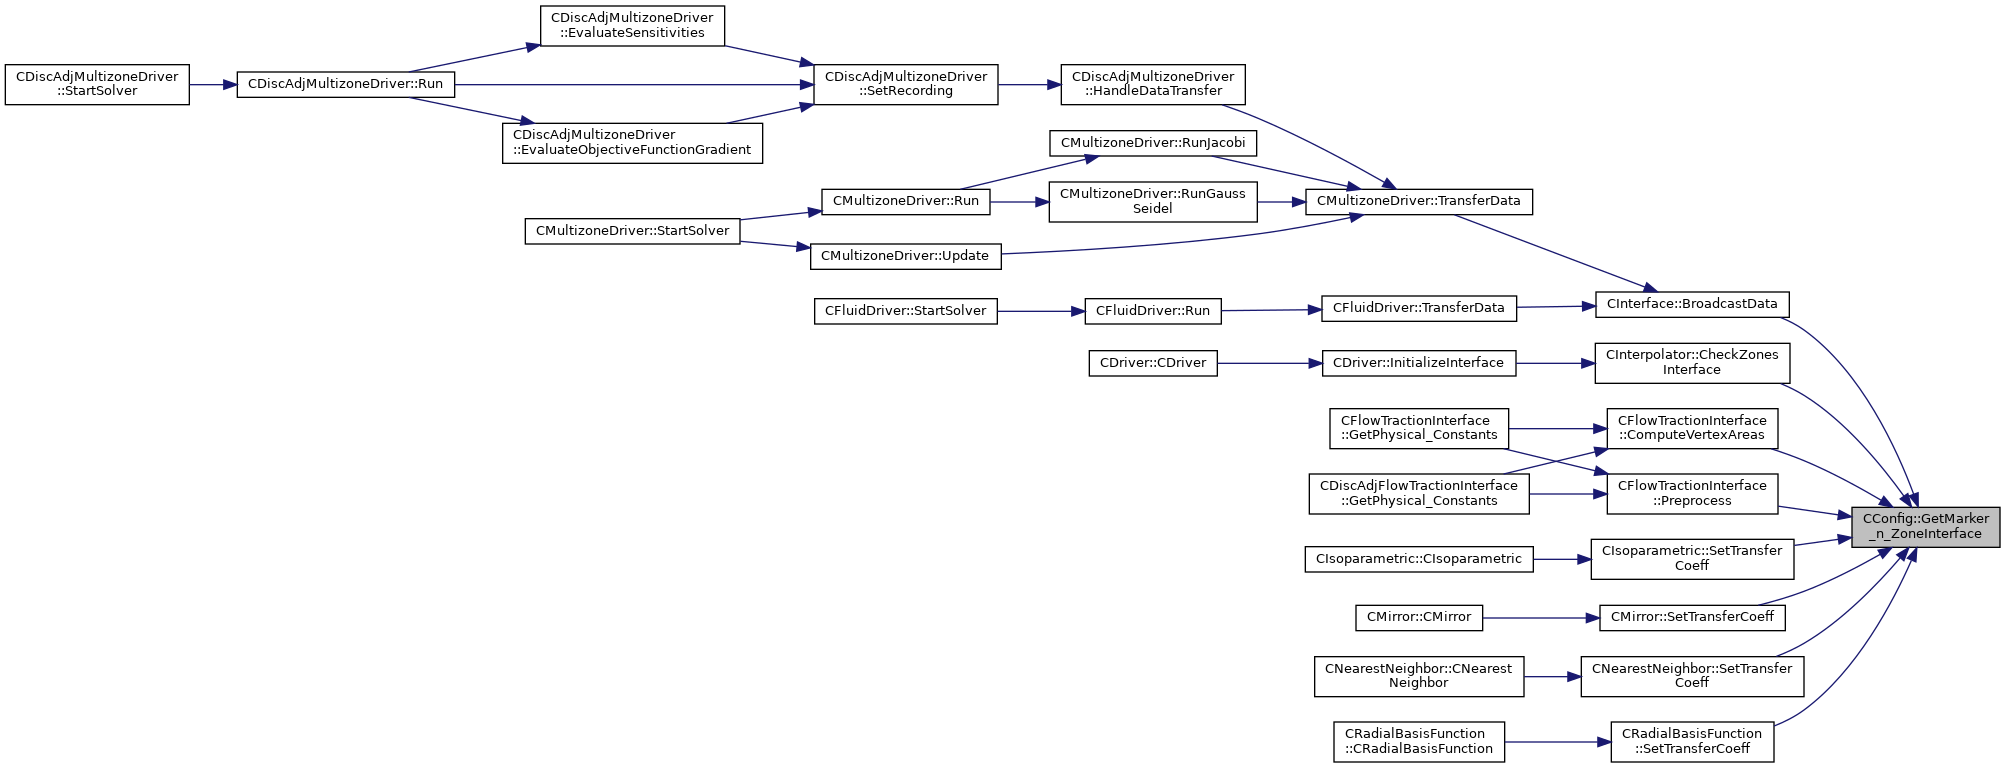 CDiscAdjMultizoneDriver
::StartSolver
CDiscAdjMultizoneDriver::Run
CDiscAdjMultizoneDriver
::EvaluateSensitivities
CDiscAdjMultizoneDriver
::EvaluateObjectiveFunctionGradient
CDiscAdjMultizoneDriver
::SetRecording
CDiscAdjMultizoneDriver
::HandleDataTransfer
CMultizoneDriver::RunJacobi
CMultizoneDriver::Run
CMultizoneDriver::RunGauss
Seidel
CMultizoneDriver::TransferData
CMultizoneDriver::StartSolver
CMultizoneDriver::Update
CFluidDriver::StartSolver
CFluidDriver::Run
CFluidDriver::TransferData
CInterface::BroadcastData
CDriver::CDriver
CDriver::InitializeInterface
CInterpolator::CheckZones
Interface
CFlowTractionInterface
::GetPhysical_Constants
CFlowTractionInterface
::ComputeVertexAreas
CDiscAdjFlowTractionInterface
::GetPhysical_Constants
CFlowTractionInterface
::Preprocess
CConfig::GetMarker
_n_ZoneInterface
CIsoparametric::CIsoparametric
CIsoparametric::SetTransfer
Coeff
CMirror::CMirror
CMirror::SetTransferCoeff
CNearestNeighbor::CNearest
Neighbor
CNearestNeighbor::SetTransfer
Coeff
CRadialBasisFunction
::CRadialBasisFunction
CRadialBasisFunction
::SetTransferCoeff